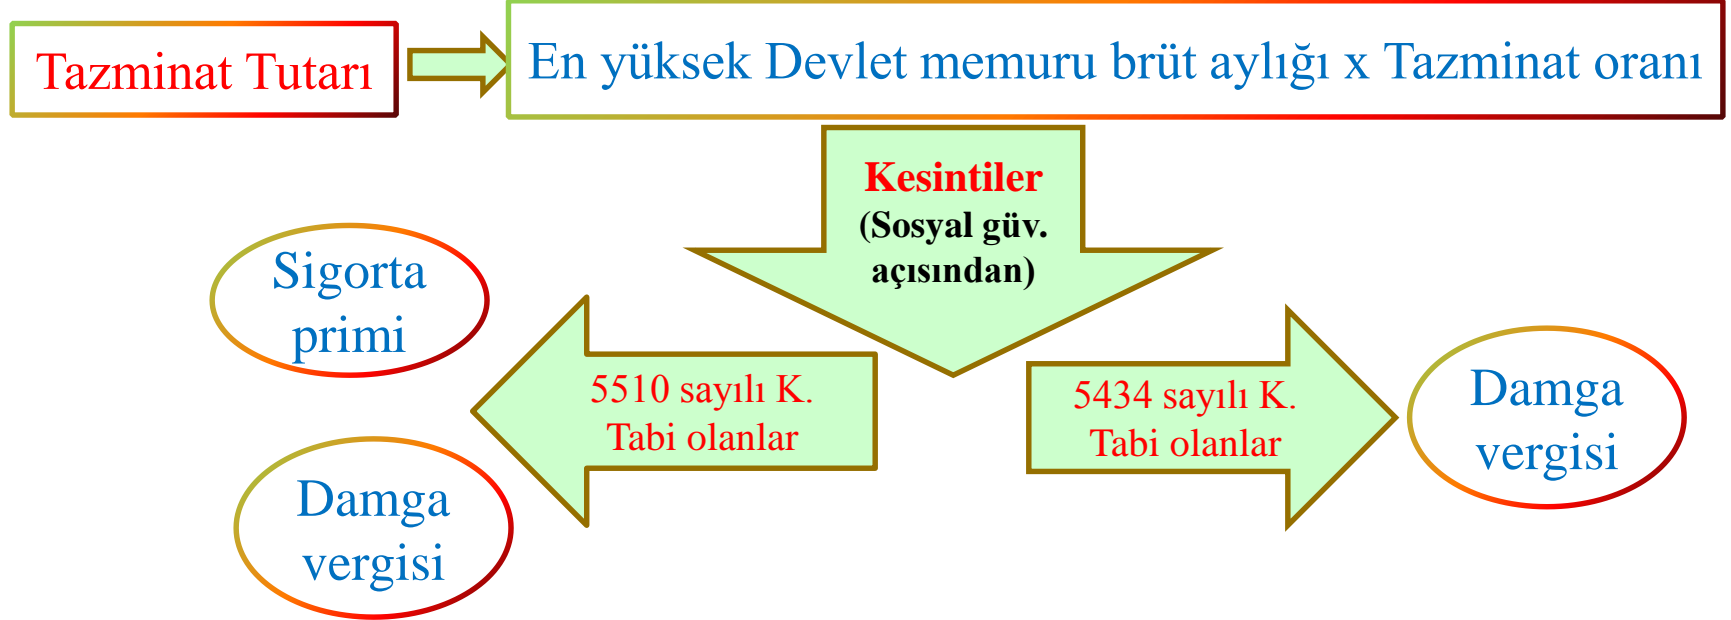 Tazminat Tutarı
En yüksek Devlet memuru brüt aylığı x Tazminat oranı
Kesintiler
(Sosyal güv.
açısından)
Sigorta
primi
5510 sayılı K.
Tabi olanlar
Damga
vergisi
5434 sayılı K.
Tabi olanlar
Damga
vergisi